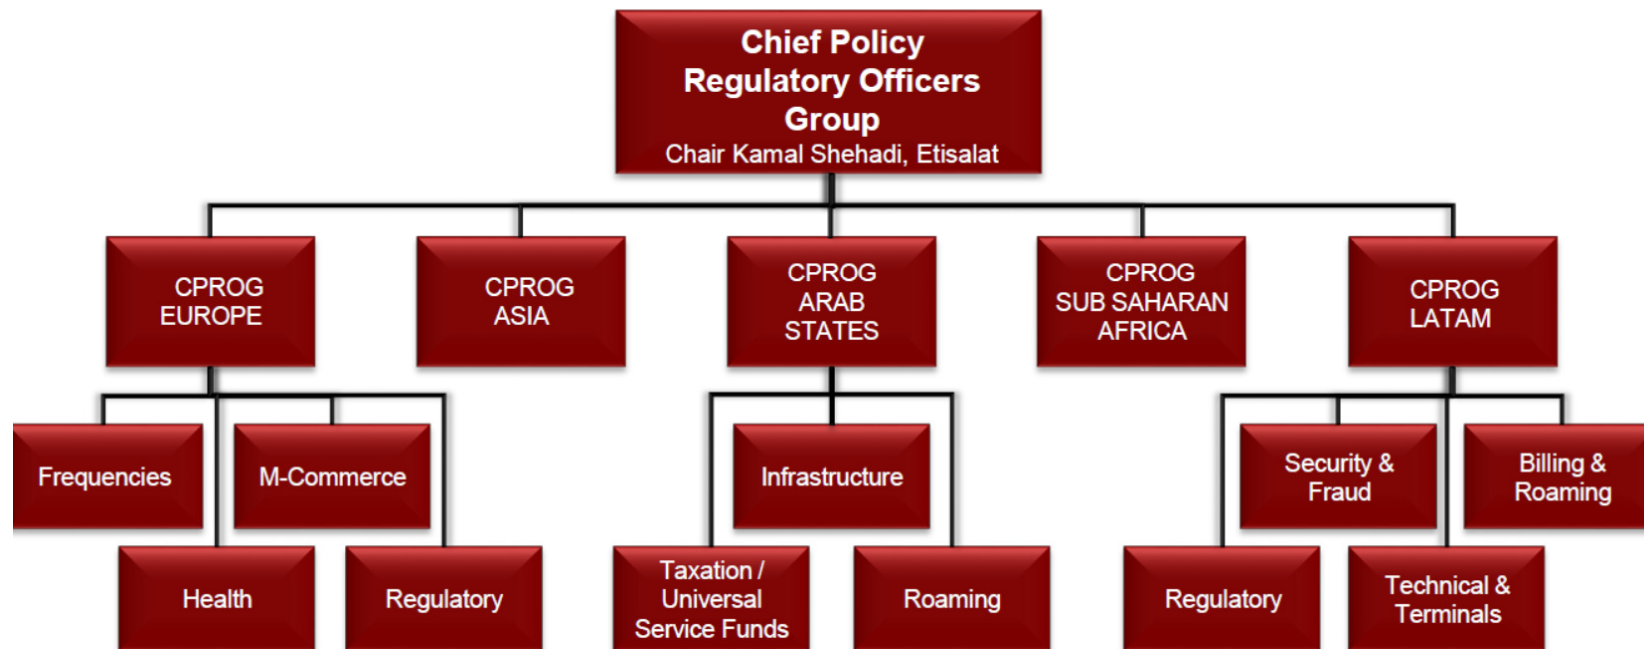 Chief Policy
Regulatory Officers
Group
Chair Kamal Shehadi, Etisalat
CPROG
EUROPE
CPROG
ASIA
CPROG
ARAB
STATES
CPROG
SUB SAHARAN
AFRICA
CPROG
LATAM
Frequencies
M-Commerce
Infrastructure
Security &
Fraud
Billing &
Roaming
Health
Regulatory
Taxation /
Universal
Service Funds
Roaming
Regulatory
Technical &
Terminals